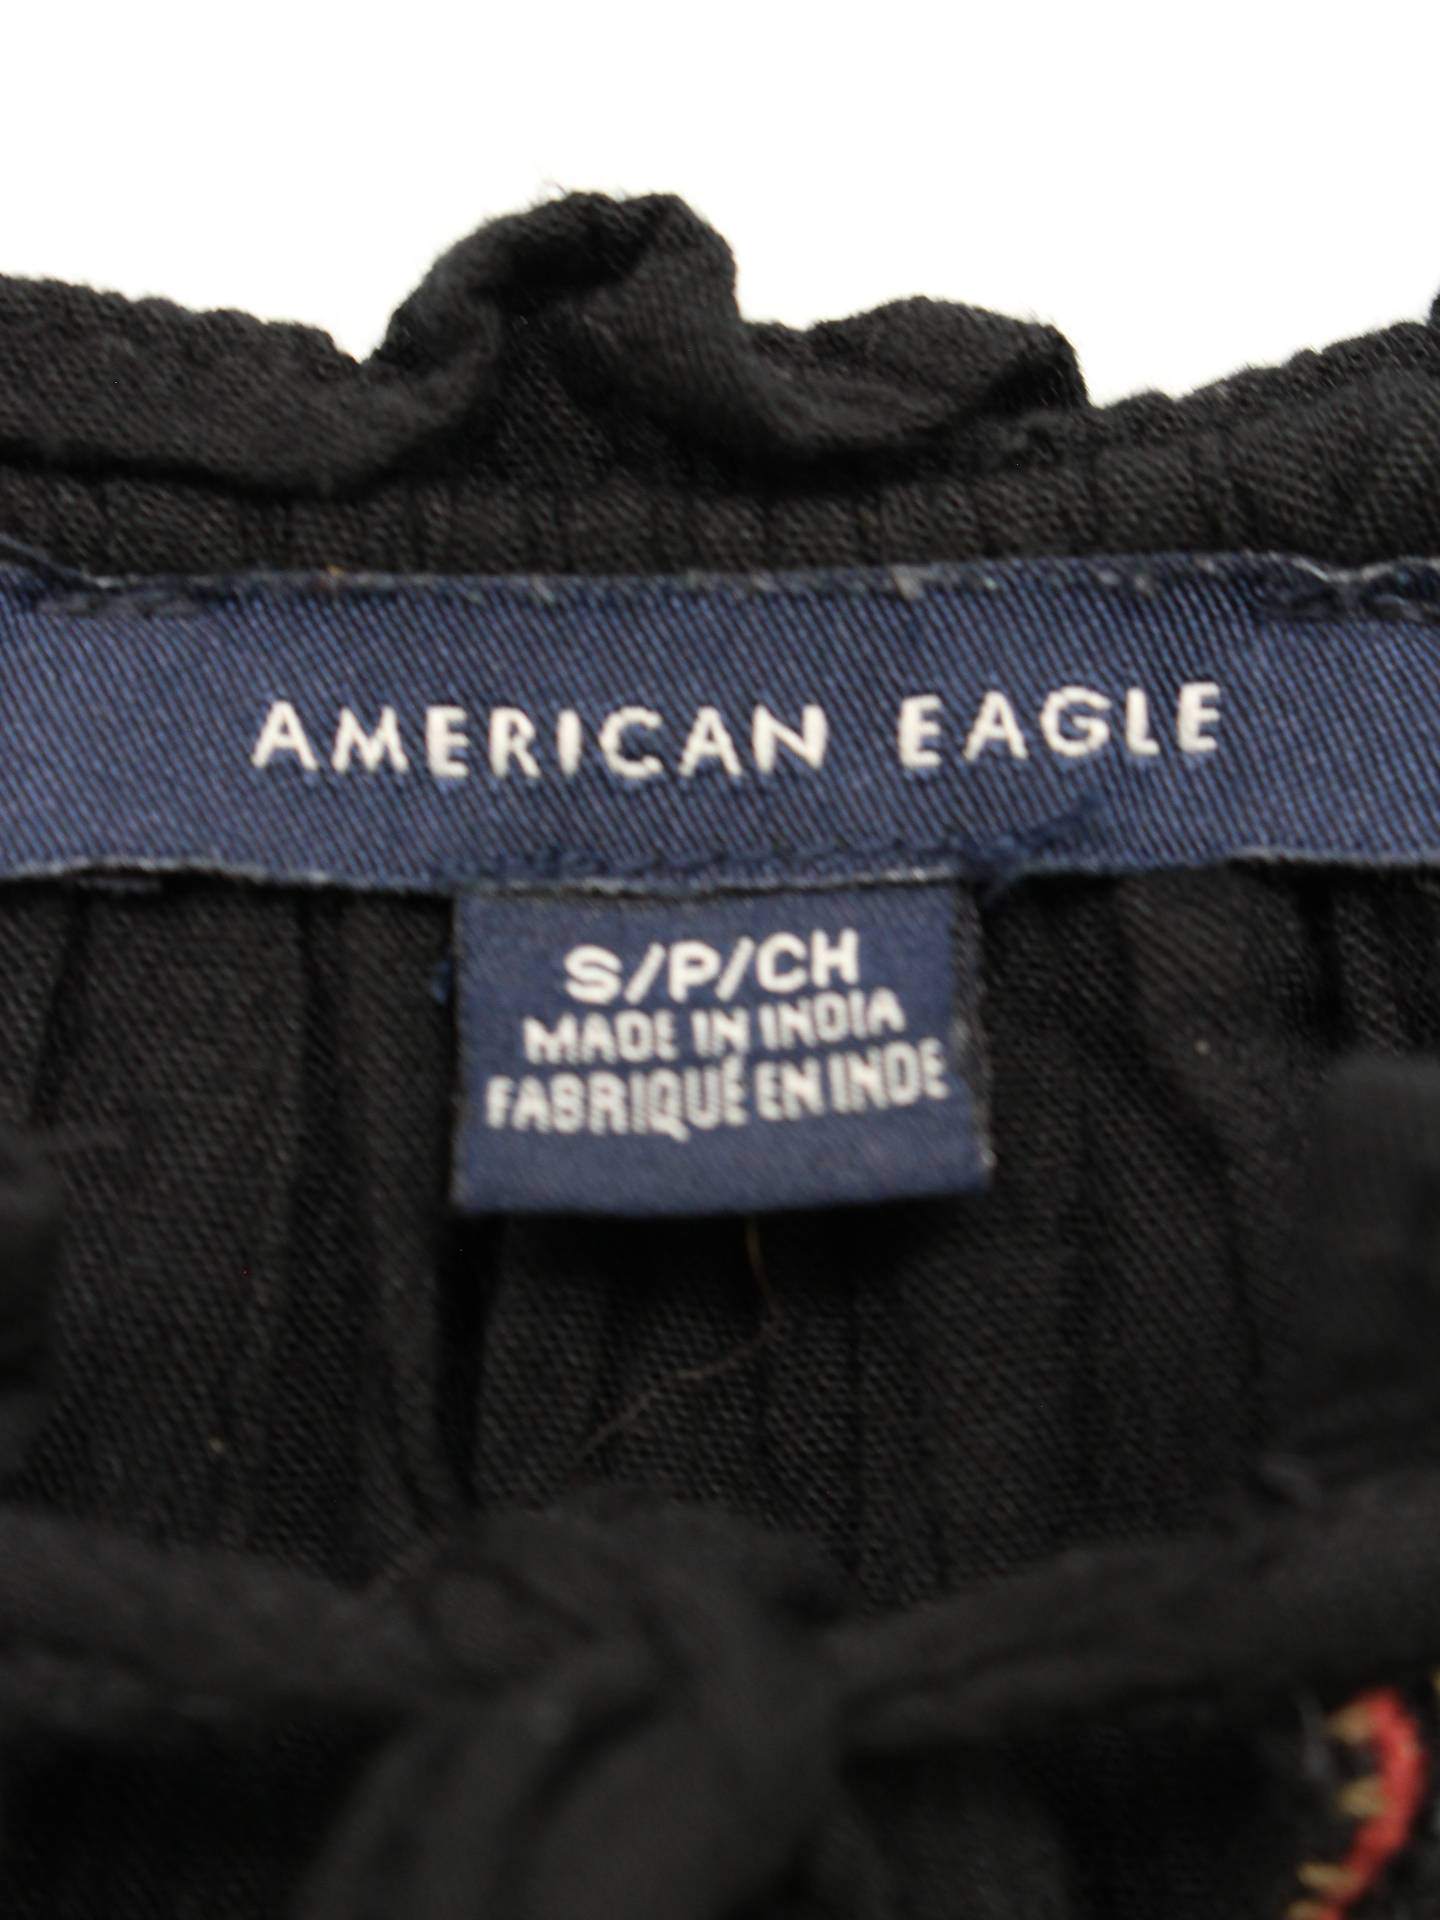 AMERICAN EAGLE
S/P/CH
MADE IN INDIA
FABRIQUÉ EN INDE